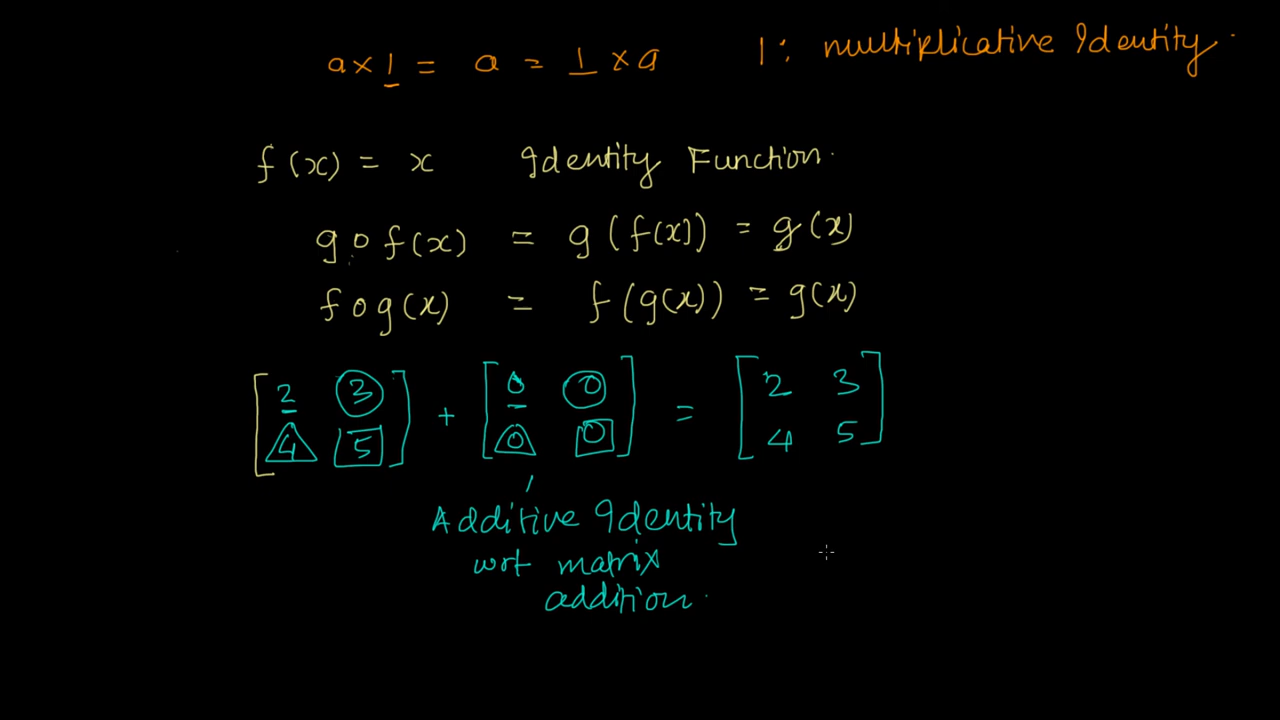 a × 1 = a = 1 × a 1 : multiplicative Identity.
f(x) = x Identity Function.
g o f(x) = g(f(x)) = g(x)
f o g(x) = f(g(x)) = g(x)
[2 3] + [0 0] = [2 3]
[4 5] [0 0] [4 5]
Additive Identity
wrt matrix
addition.